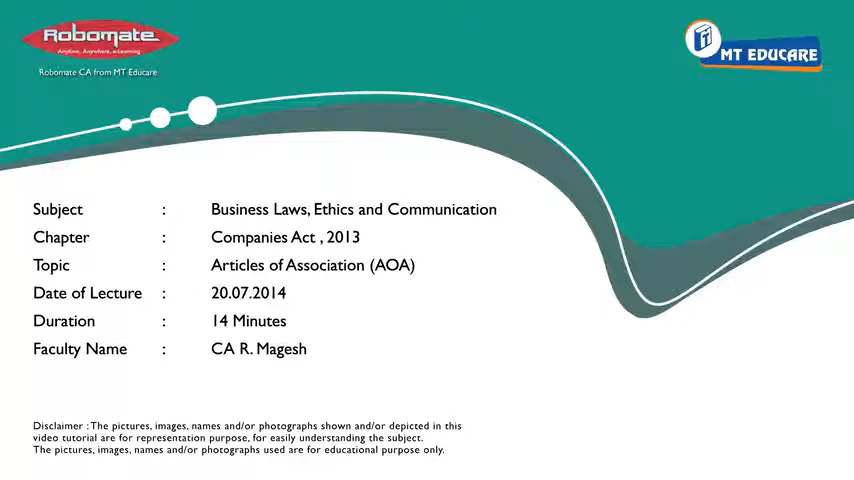 Robomate
Anytime, Anywhere, e-Learning
Robomate CA from MT Educare
MT EDUCARE
Subject : Business Laws, Ethics and Communication
Chapter : Companies Act , 2013
Topic : Articles of Association (AOA)
Date of Lecture : 20.07.2014
Duration : 14 Minutes
Faculty Name : CA R. Magesh
Disclaimer : The pictures, images, names and/or photographs shown and/or depicted in this
video tutorial are for representation purpose, for easily understanding the subject.
The pictures, images, names and/or photographs used are for educational purpose only.